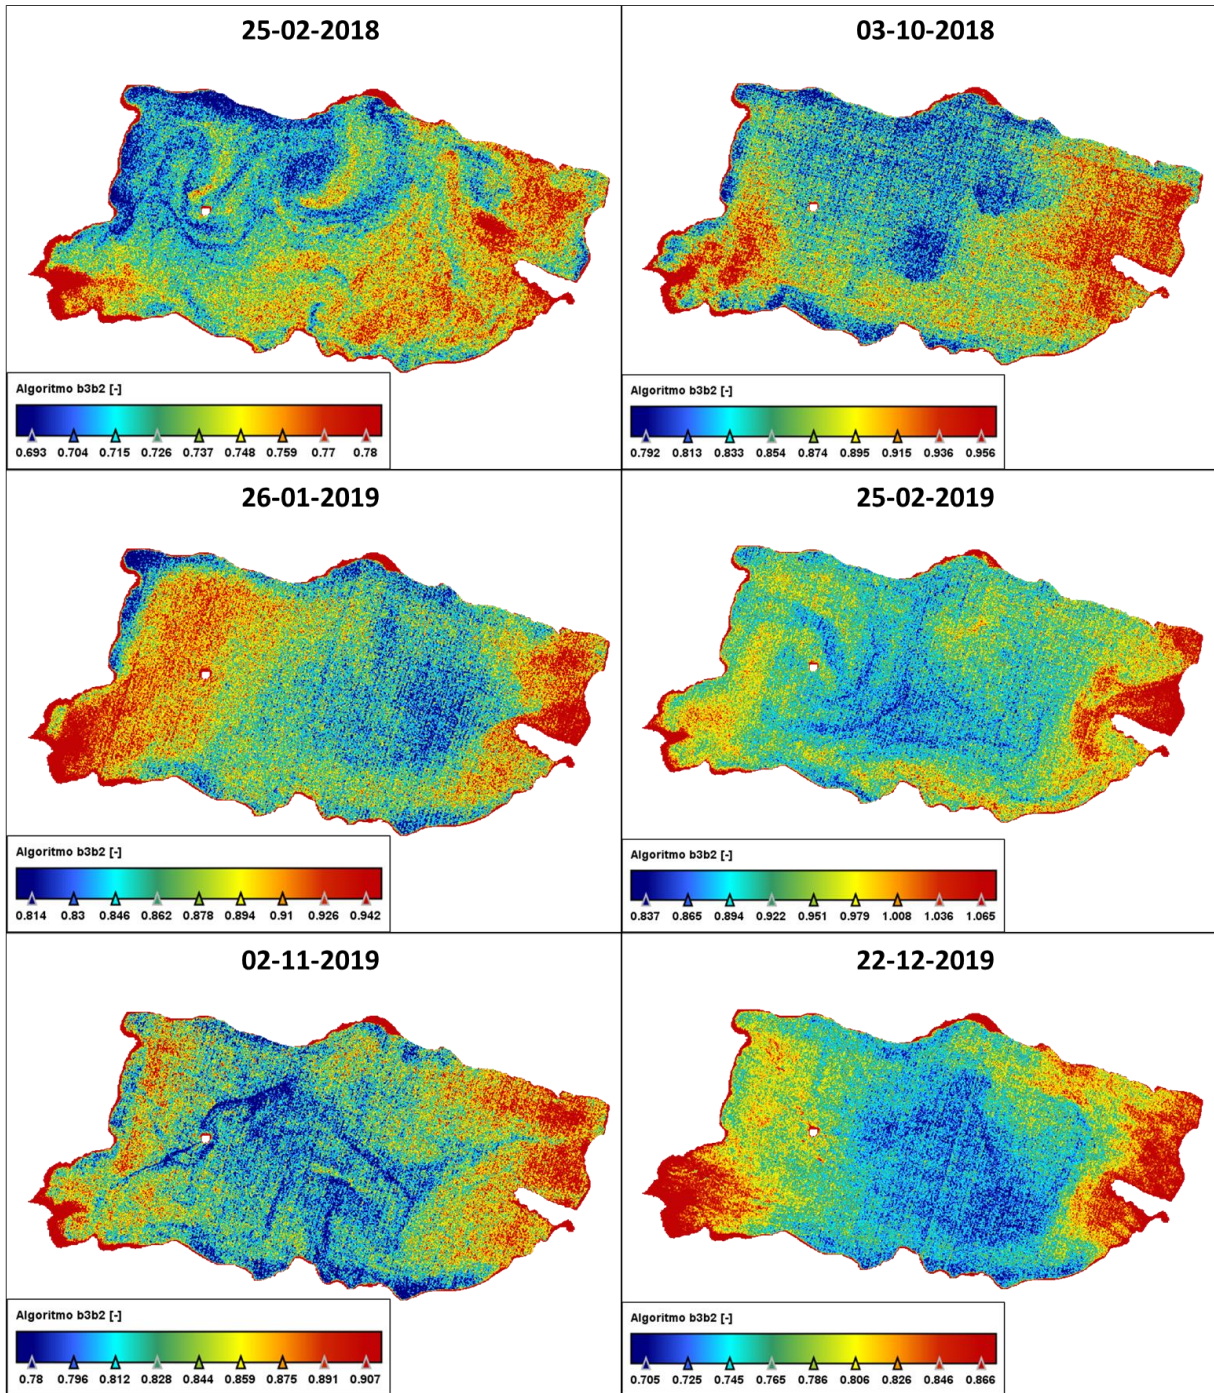 25-02-2018
03-10-2018
Algoritmo b3b2 [-]
0.693 0.704 0.715 0.726 0.737 0.748 0.759 0.77 0.78
Algoritmo b3b2 [-]
0.792 0.813 0.833 0.854 0.874 0.895 0.915 0.936 0.956
26-01-2019
25-02-2019
Algoritmo b3b2 [-]
0.814 0.83 0.846 0.862 0.878 0.894 0.91 0.926 0.942
Algoritmo b3b2 [-]
0.837 0.865 0.894 0.922 0.951 0.979 1.008 1.036 1.065
02-11-2019
22-12-2019
Algoritmo b3b2 [-]
0.78 0.796 0.812 0.828 0.844 0.859 0.875 0.891 0.907
Algoritmo b3b2 [-]
0.705 0.725 0.745 0.765 0.786 0.806 0.826 0.846 0.866